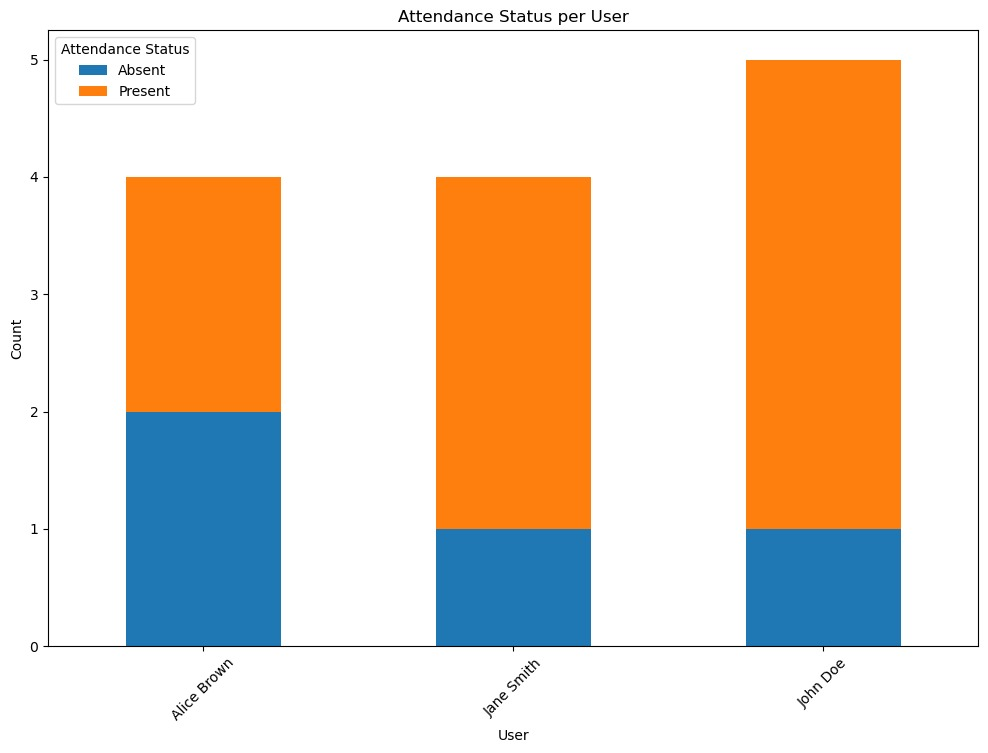 Attendance Status per User
Attendance Status
Absent
Present
Count
5
4
3
2
1
0
Alice Brown
Jane Smith
John Doe
User